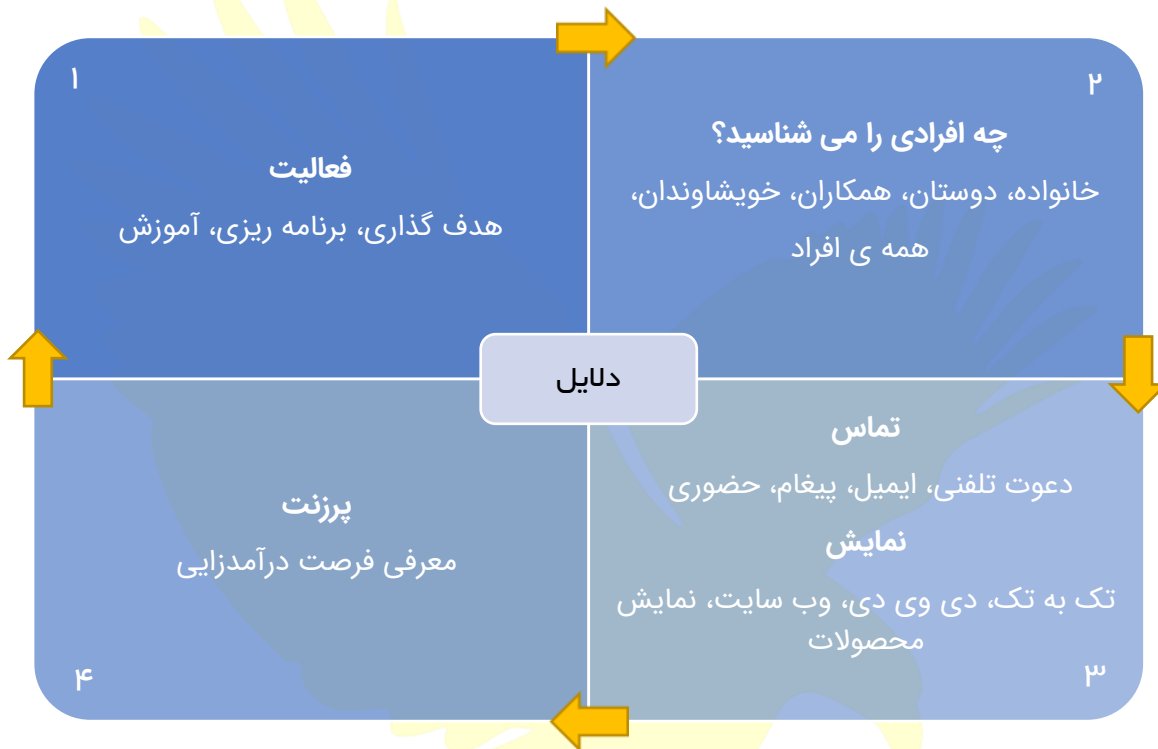 ۱
فعالیت
هدف گذاری، برنامه ریزی، آموزش
۲
چه افرادی را می شناسید؟
خانواده، دوستان، همکاران، خویشاوندان،
همه ی افراد
دلایل
تماس
دعوت تلفنی، ایمیل، پیغام، حضوری
نمایش
تک به تک، دی وی دی، وب سایت، نمایش
محصولات
۳
پرزنت
معرفی فرصت درآمدزایی
۴